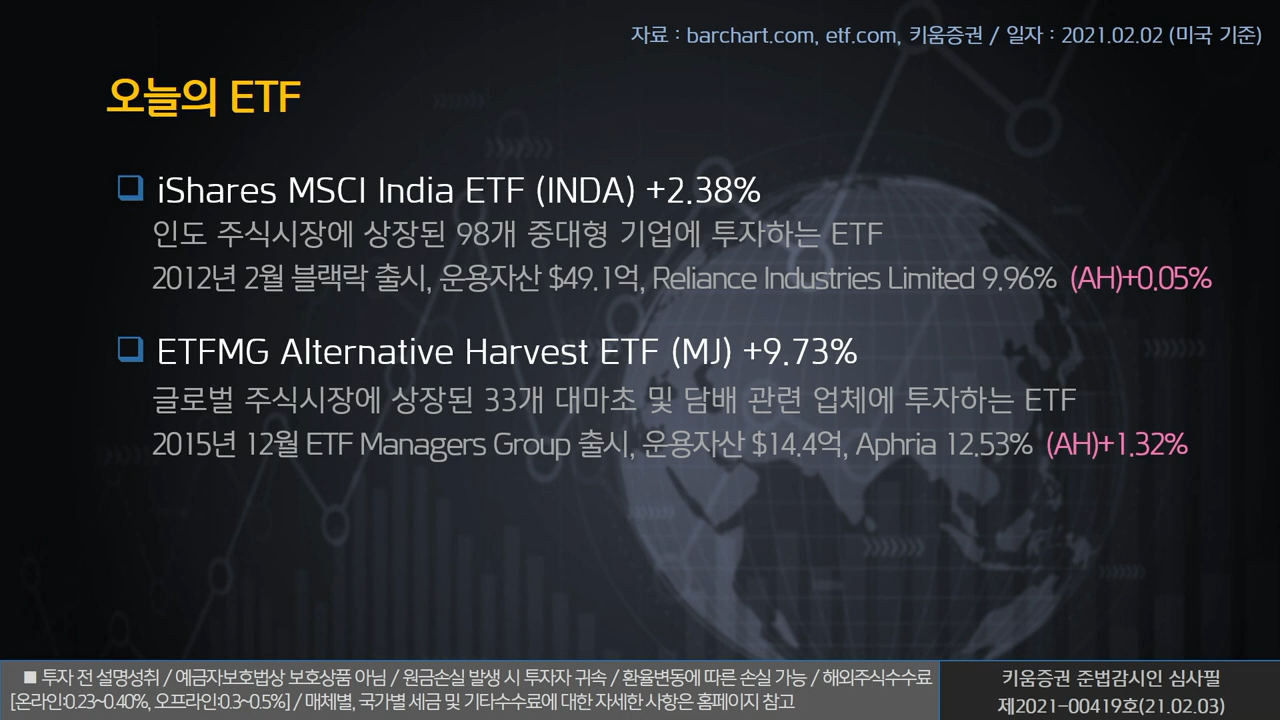 자료 : barchart.com, etf.com, 키움증권 / 일자 : 2021.02.02 (미국 기준)
오늘의 ETF
iShares MSCI India ETF (INDA) +2.38%
인도 주식시장에 상장된 98개 중대형 기업에 투자하는 ETF
2012년 2월 블랙락 출시, 운용자산 $49.1억, Reliance Industries Limited 9.96% (AH)+0.05%
ETFMG Alternative Harvest ETF (MJ) +9.73%
글로벌 주식시장에 상장된 33개 대마초 및 담배 관련 업체에 투자하는 ETF
2015년 12월 ETF Managers Group 출시, 운용자산 $14.4억, Aphria 12.53% (AH)+1.32%
■ 투자 전 설명성취 / 예금자보호법상 보호상품 아님 / 원금손실 발생 시 투자자 귀속 / 환율변동에 따른 손실 가능 / 해외주식수수료
[온라인:0.23~0.40%, 오프라인:0.3~0.5%] / 매체별, 국가별 세금 및 기타수수료에 대한 자세한 사항은 홈페이지 참고
키움증권 준법감시인 심사필
제2021-00419호(21.02.03)